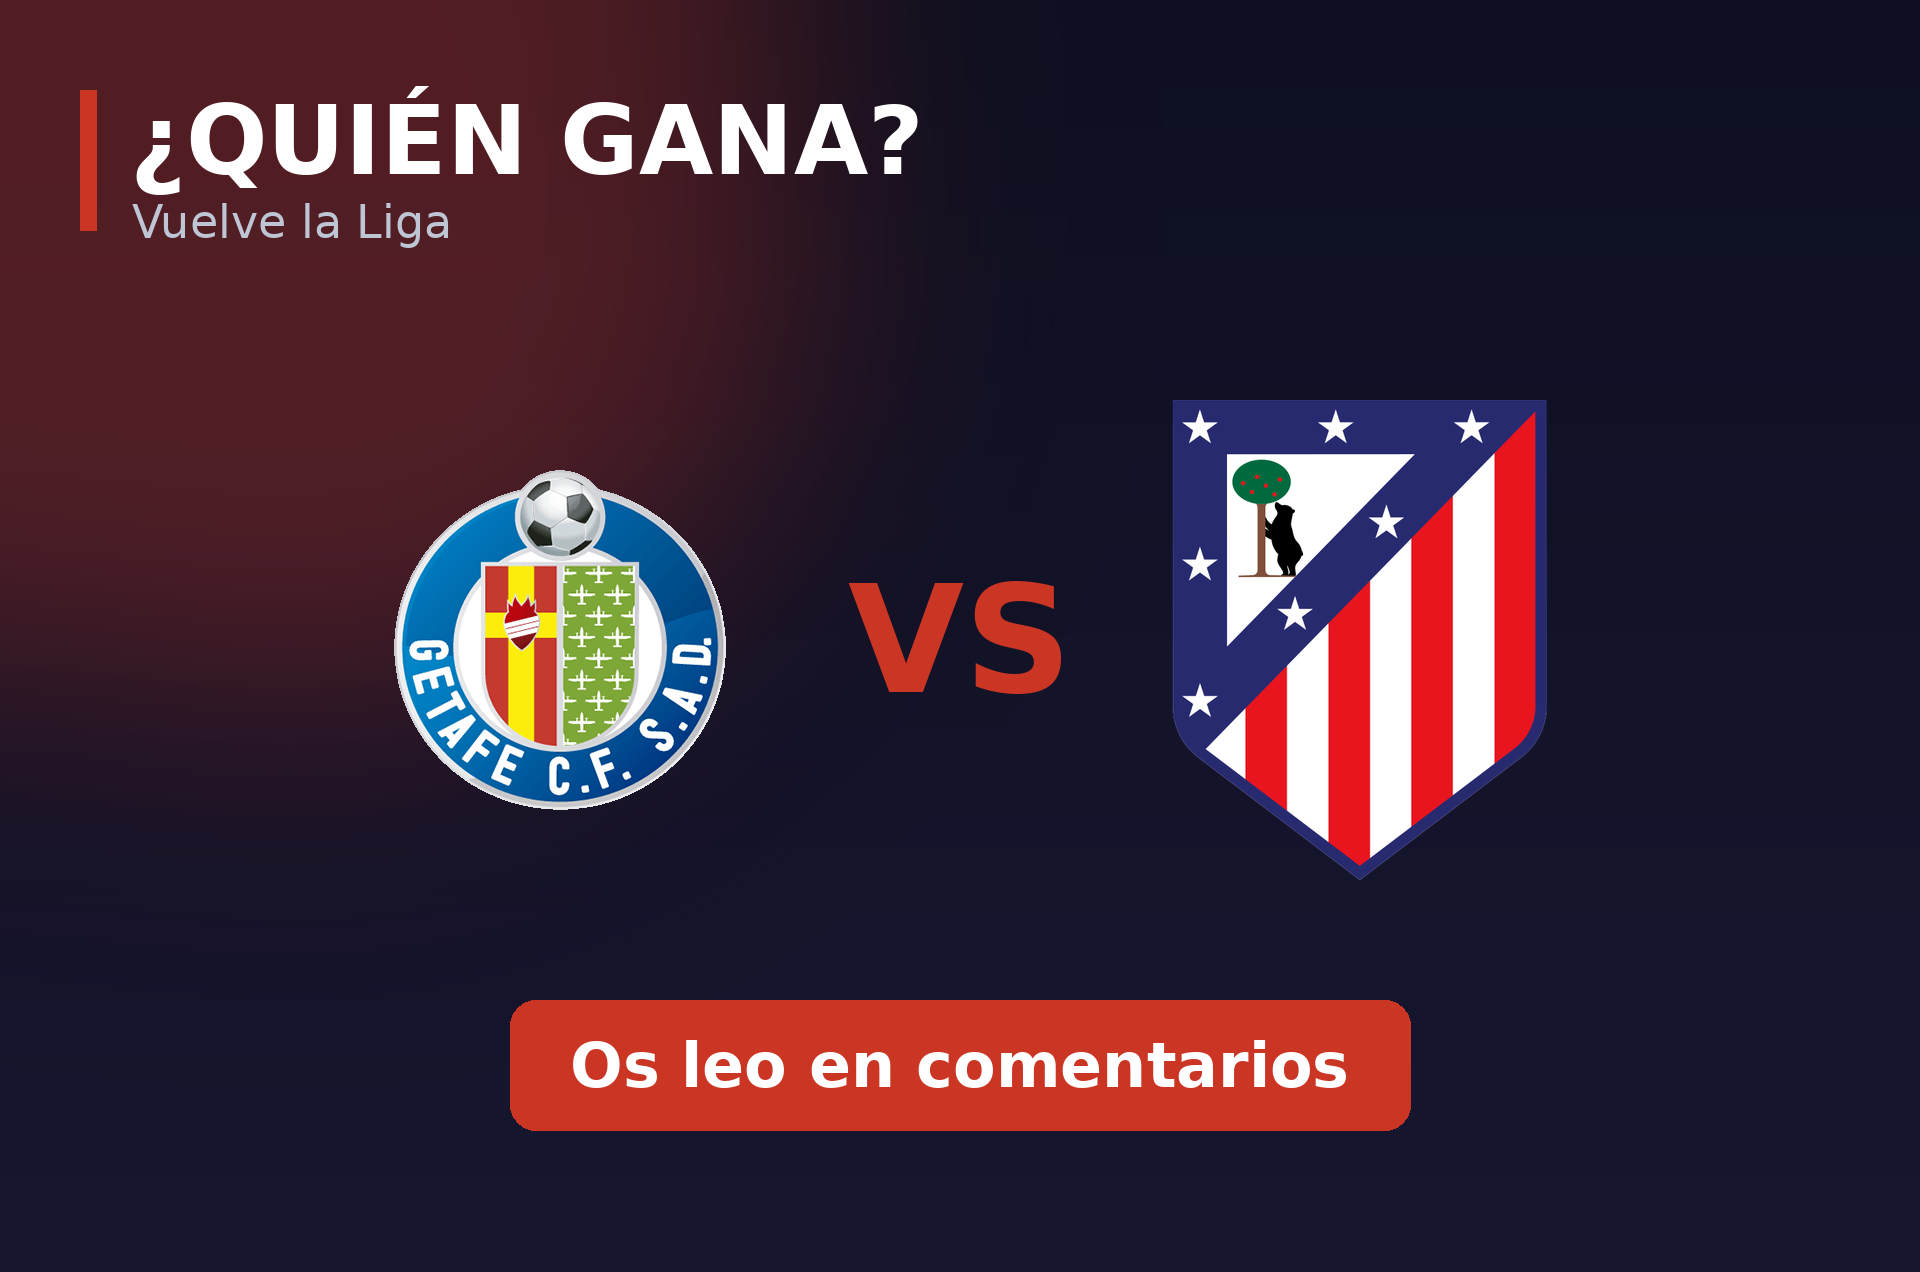 ¿QUIÉN GANA?
Vuelve la Liga
GETAFE C.F. S.A.D.
VS
Os leo en comentarios